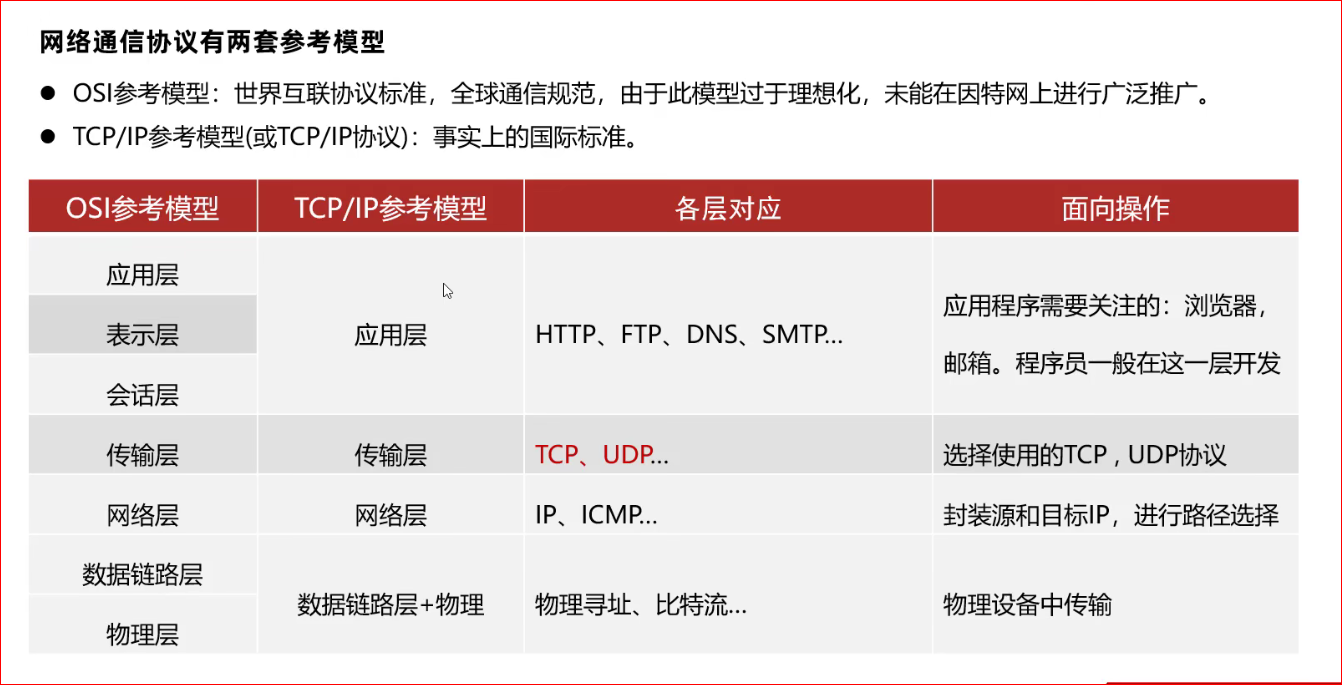 网络通信协议有两套参考模型
● OSI参考模型：世界互联协议标准，全球通信规范，由于此模型过于理想化，未能在因特网上进行广泛推广。
● TCP/IP参考模型(或TCP/IP协议)：事实上的国际标准。
OSI参考模型 TCP/IP参考模型 各层对应 面向操作
应用层
表示层
会话层
应用层
HTTP、FTP、DNS、SMTP...
应用程序需要关注的：浏览器，
邮箱。程序员一般在这一层开发
传输层 传输层 TCP、UDP... 选择使用的TCP , UDP协议
网络层 网络层 IP、ICMP... 封装源和目标IP，进行路径选择
数据链路层
物理层
数据链路层+物理
物理寻址、比特流...
物理设备中传输